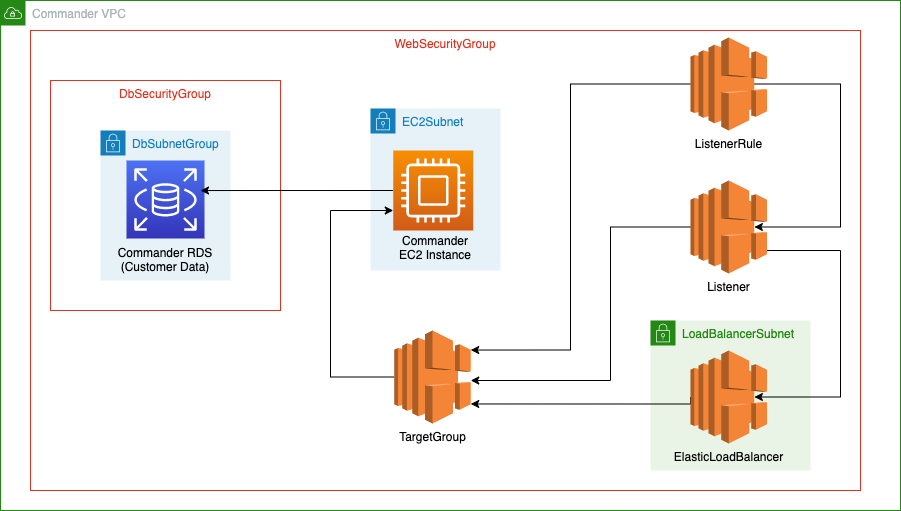 Commander VPC
WebSecurityGroup
DbSecurityGroup
DbSubnetGroup
Commander RDS
(Customer Data)
EC2Subnet
Commander
EC2 Instance
ListenerRule
Listener
LoadBalancerSubnet
ElasticLoadBalancer
TargetGroup